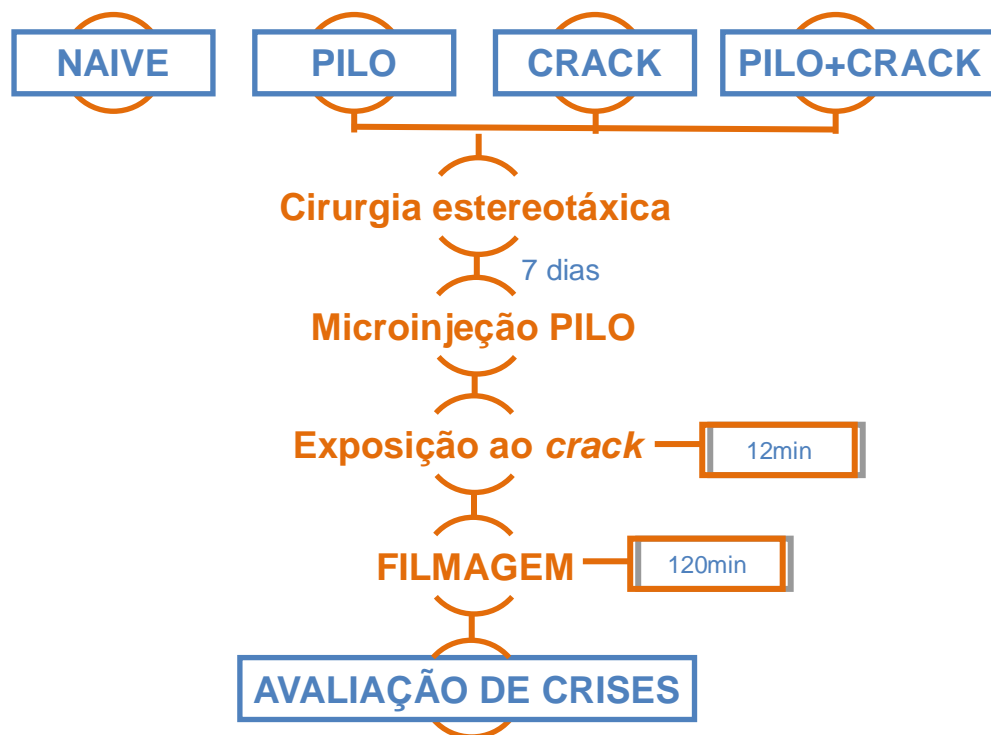 NAIVE PILO CRACK PILO+CRACK
Cirurgia estereotáxica
7 dias
Microinjeção PILO
Exposição ao crack 12min
FILMAGEM 120min
AVALIAÇÃO DE CRISES